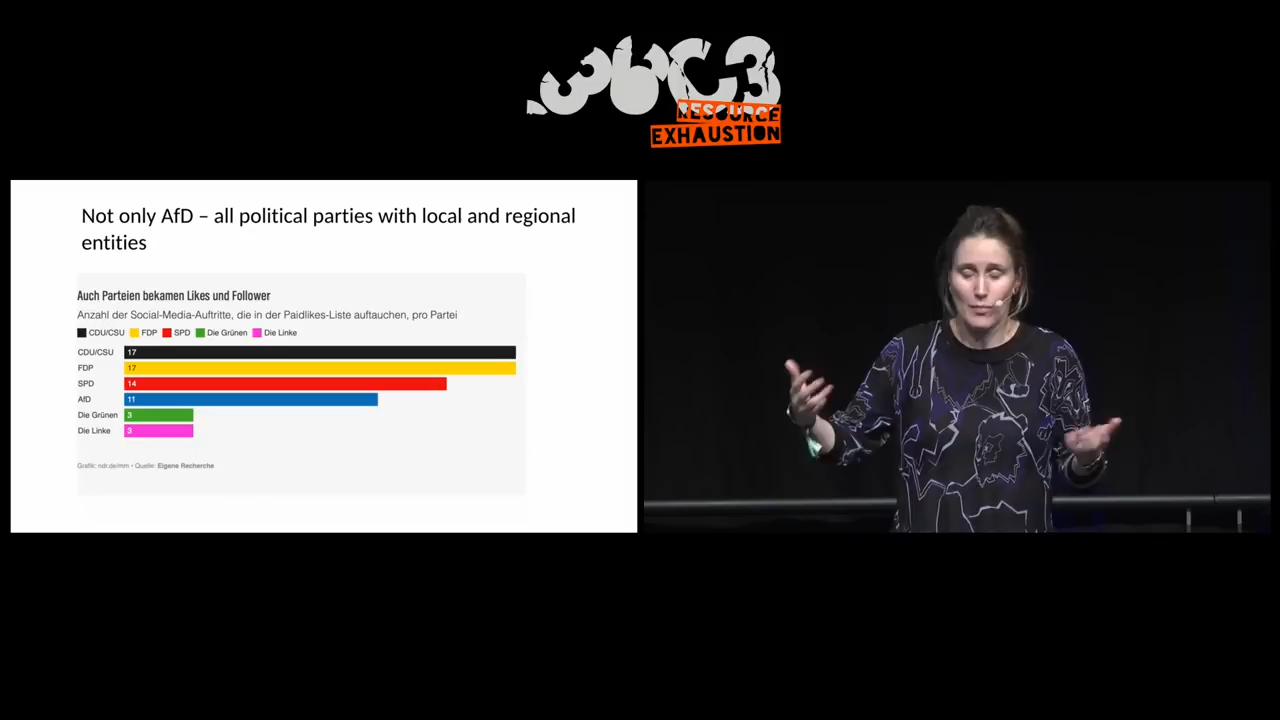 36C3
RESOURCE
EXHAUSTION
Not only AfD – all political parties with local and regional
entities
Auch Parteien bekamen Likes und Follower
Anzahl der Social-Media-Auftritte, die in der Paidlikes-Liste auftauchen, pro Partei
CDU/CSU FDP SPD Die Grünen Die Linke
CDU/CSU 17
FDP 17
SPD 14
AfD 11
Die Grünen 3
Die Linke 3
Grafik: ndr.de/mm • Quelle: Eigene Recherche